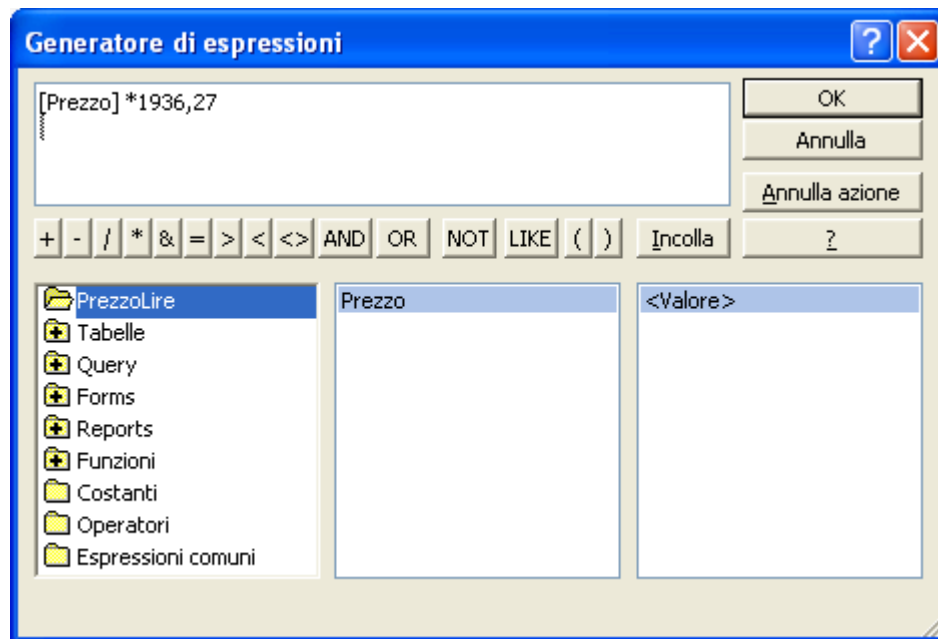 Generatore di espressioni
?
[Prezzo] *1936,27
OK
Annulla
Annulla azione
+ - / * & = > < <> AND OR NOT LIKE ( ) Incolla ?
PrezzoLire
Tabelle
Query
Forms
Reports
Funzioni
Costanti
Operatori
Espressioni comuni
Prezzo
<Valore>